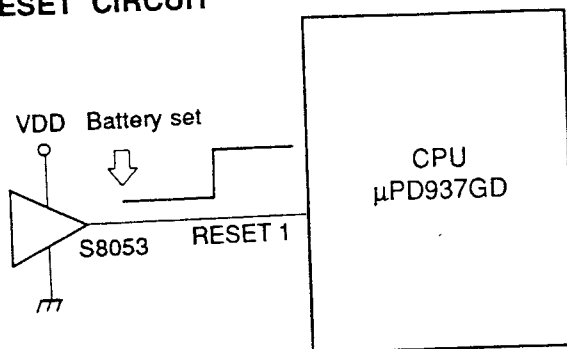 RESET CIRCUIT
VDD
Battery set
CPU
μPD937GD
S8053
RESET 1